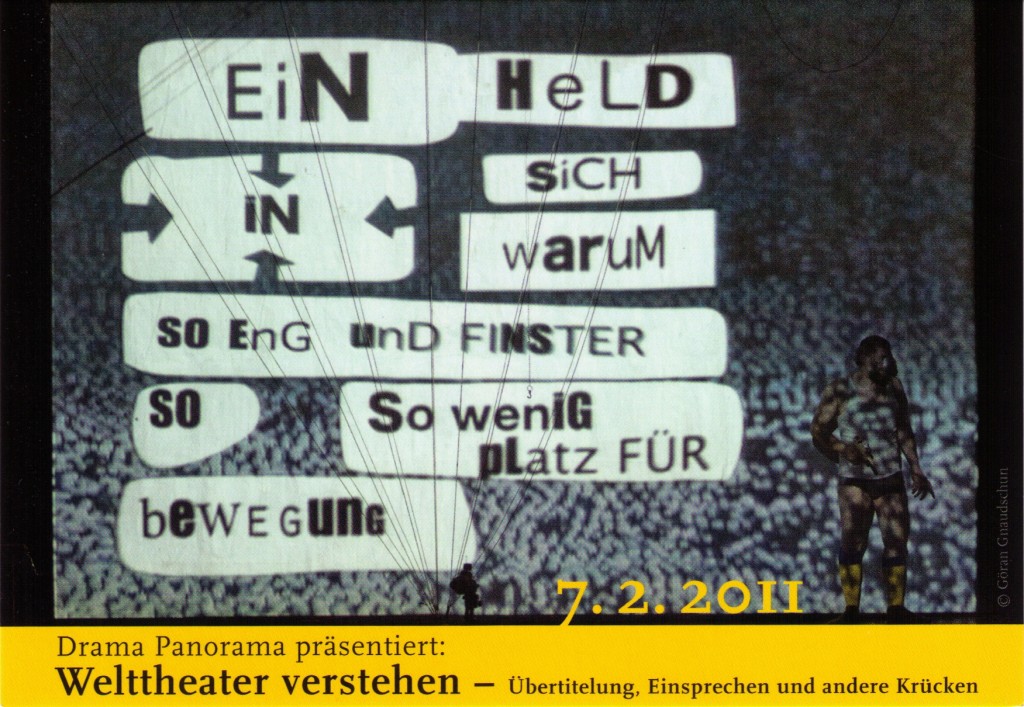 EiN HeLD
iN SiCH
waruM
SO EnG unD FINSTER
SO So weniG
pLatz FÜR
beWEGunG
7. 2. 2011
© Göran Gnaudschun
Drama Panorama präsentiert:
Welttheater verstehen – Übertitelung, Einsprechen und andere Krücken